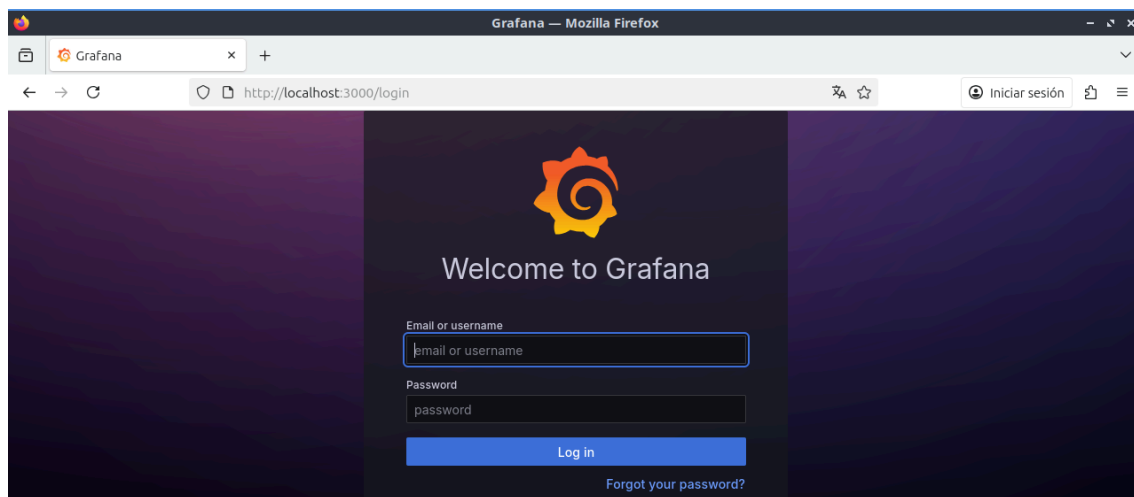 Grafana — Mozilla Firefox
Grafana
http://localhost:3000/login
Iniciar sesión
Welcome to Grafana
Email or username
email or username
Password
password
Log in
Forgot your password?